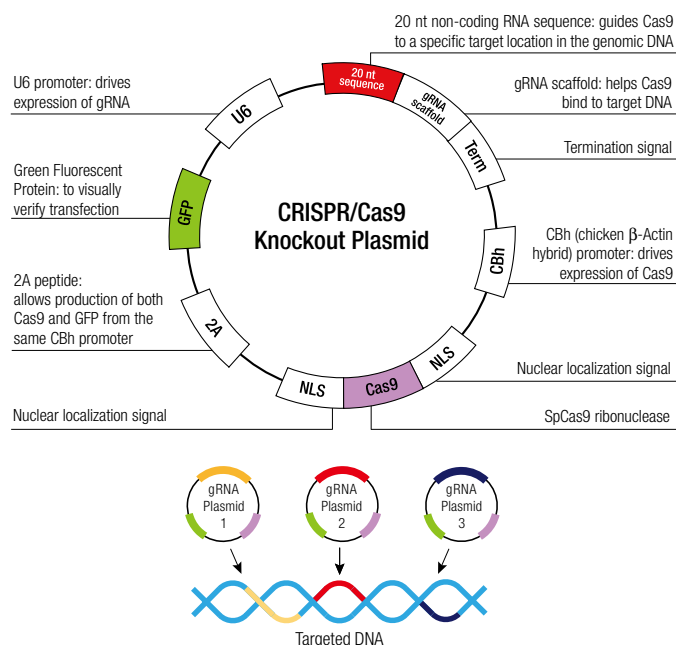 20 nt non-coding RNA sequence: guides Cas9
to a specific target location in the genomic DNA
U6 promoter: drives
expression of gRNA
20 nt
sequence
gRNA
scaffold
gRNA scaffold: helps Cas9
bind to target DNA
U6
Term
Termination signal
Green Fluorescent
Protein: to visually
verify transfection
GFP
CRISPR/Cas9
Knockout Plasmid
CBh
CBh (chicken β-Actin
hybrid) promoter: drives
expression of Cas9
2A peptide:
allows production of both
Cas9 and GFP from the
same CBh promoter
2A
NLS
Cas9
NLS
Nuclear localization signal
Nuclear localization signal
SpCas9 ribonuclease
gRNA
Plasmid
1
gRNA
Plasmid
2
gRNA
Plasmid
3
Targeted DNA